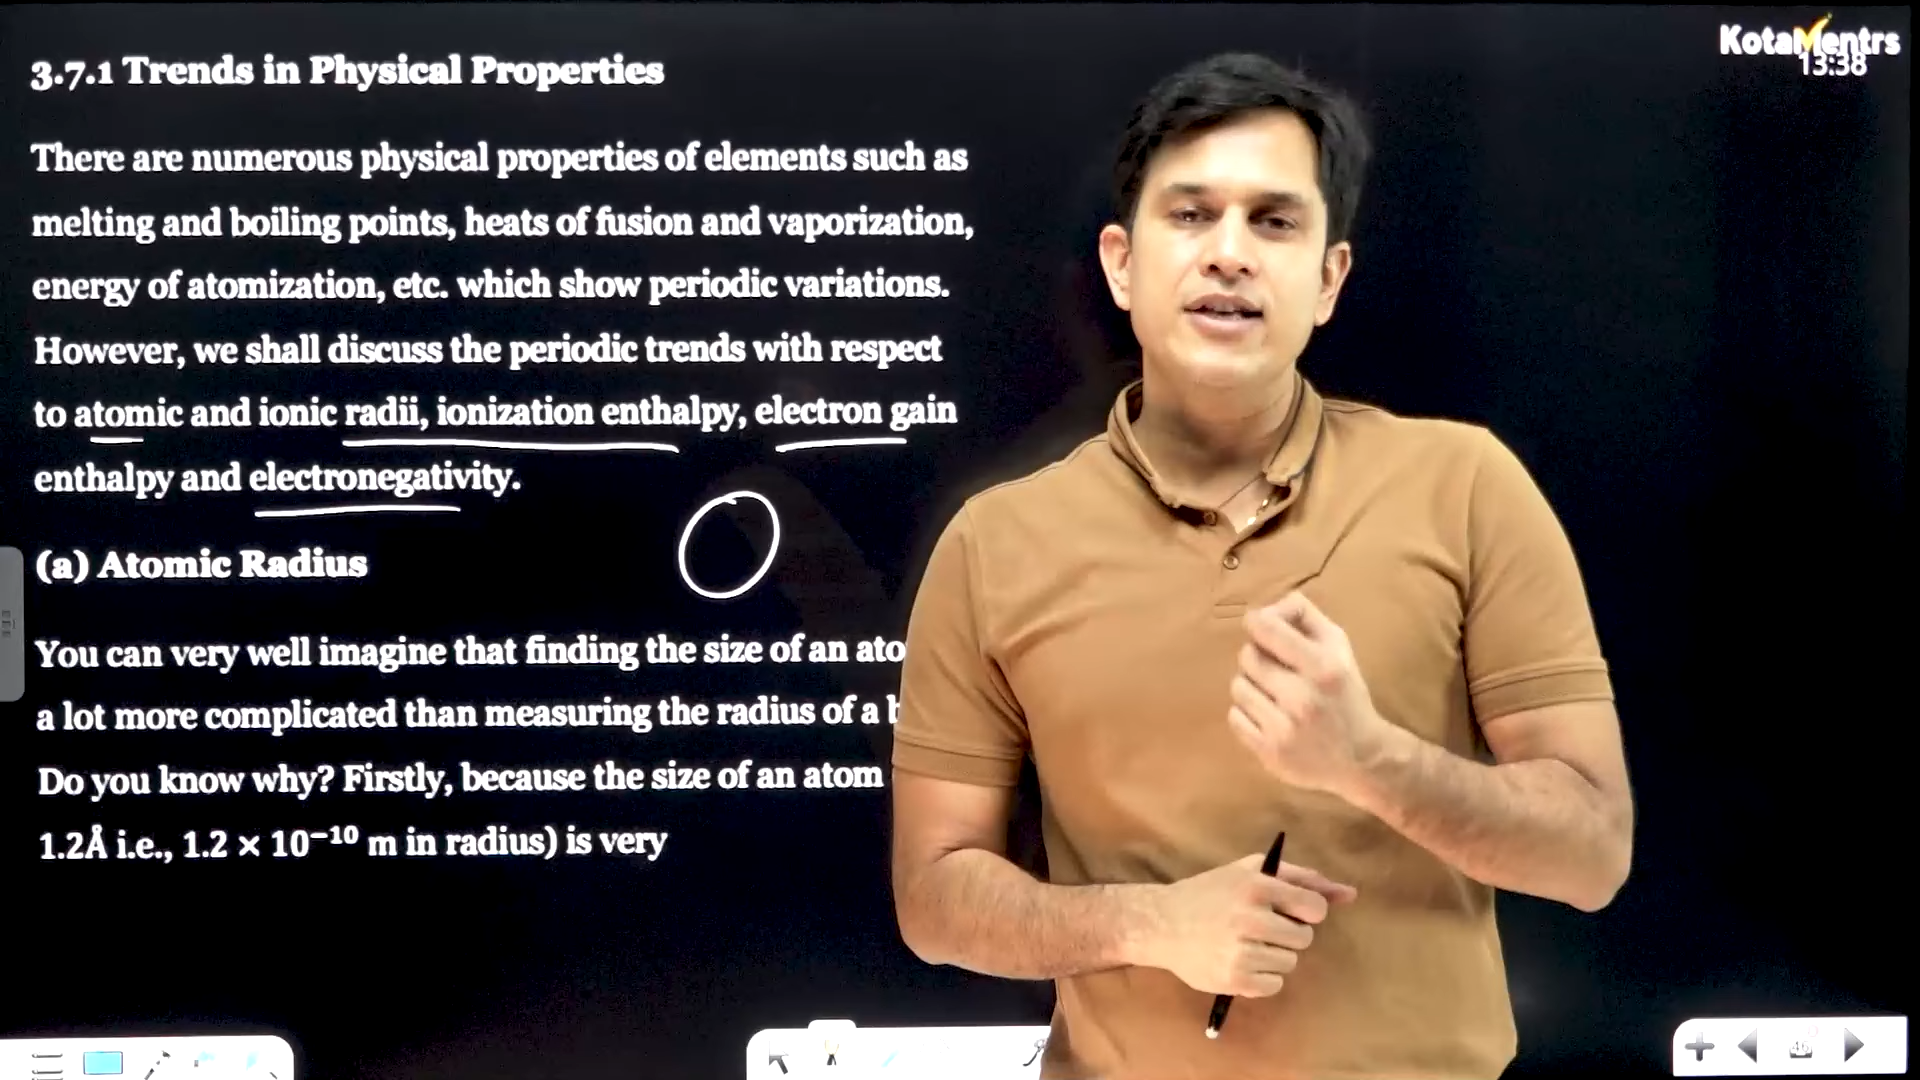 KotaMentrs
13:38
3.7.1 Trends in Physical Properties
There are numerous physical properties of elements such as
melting and boiling points, heats of fusion and vaporization,
energy of atomization, etc. which show periodic variations.
However, we shall discuss the periodic trends with respect
to atomic and ionic radii, ionization enthalpy, electron gain
enthalpy and electronegativity.
(a) Atomic Radius
You can very well imagine that finding the size of an ato
a lot more complicated than measuring the radius of a
Do you know why? Firstly, because the size of an atom
1.2Å i.e., 1.2 × 10⁻¹⁰ m in radius) is very